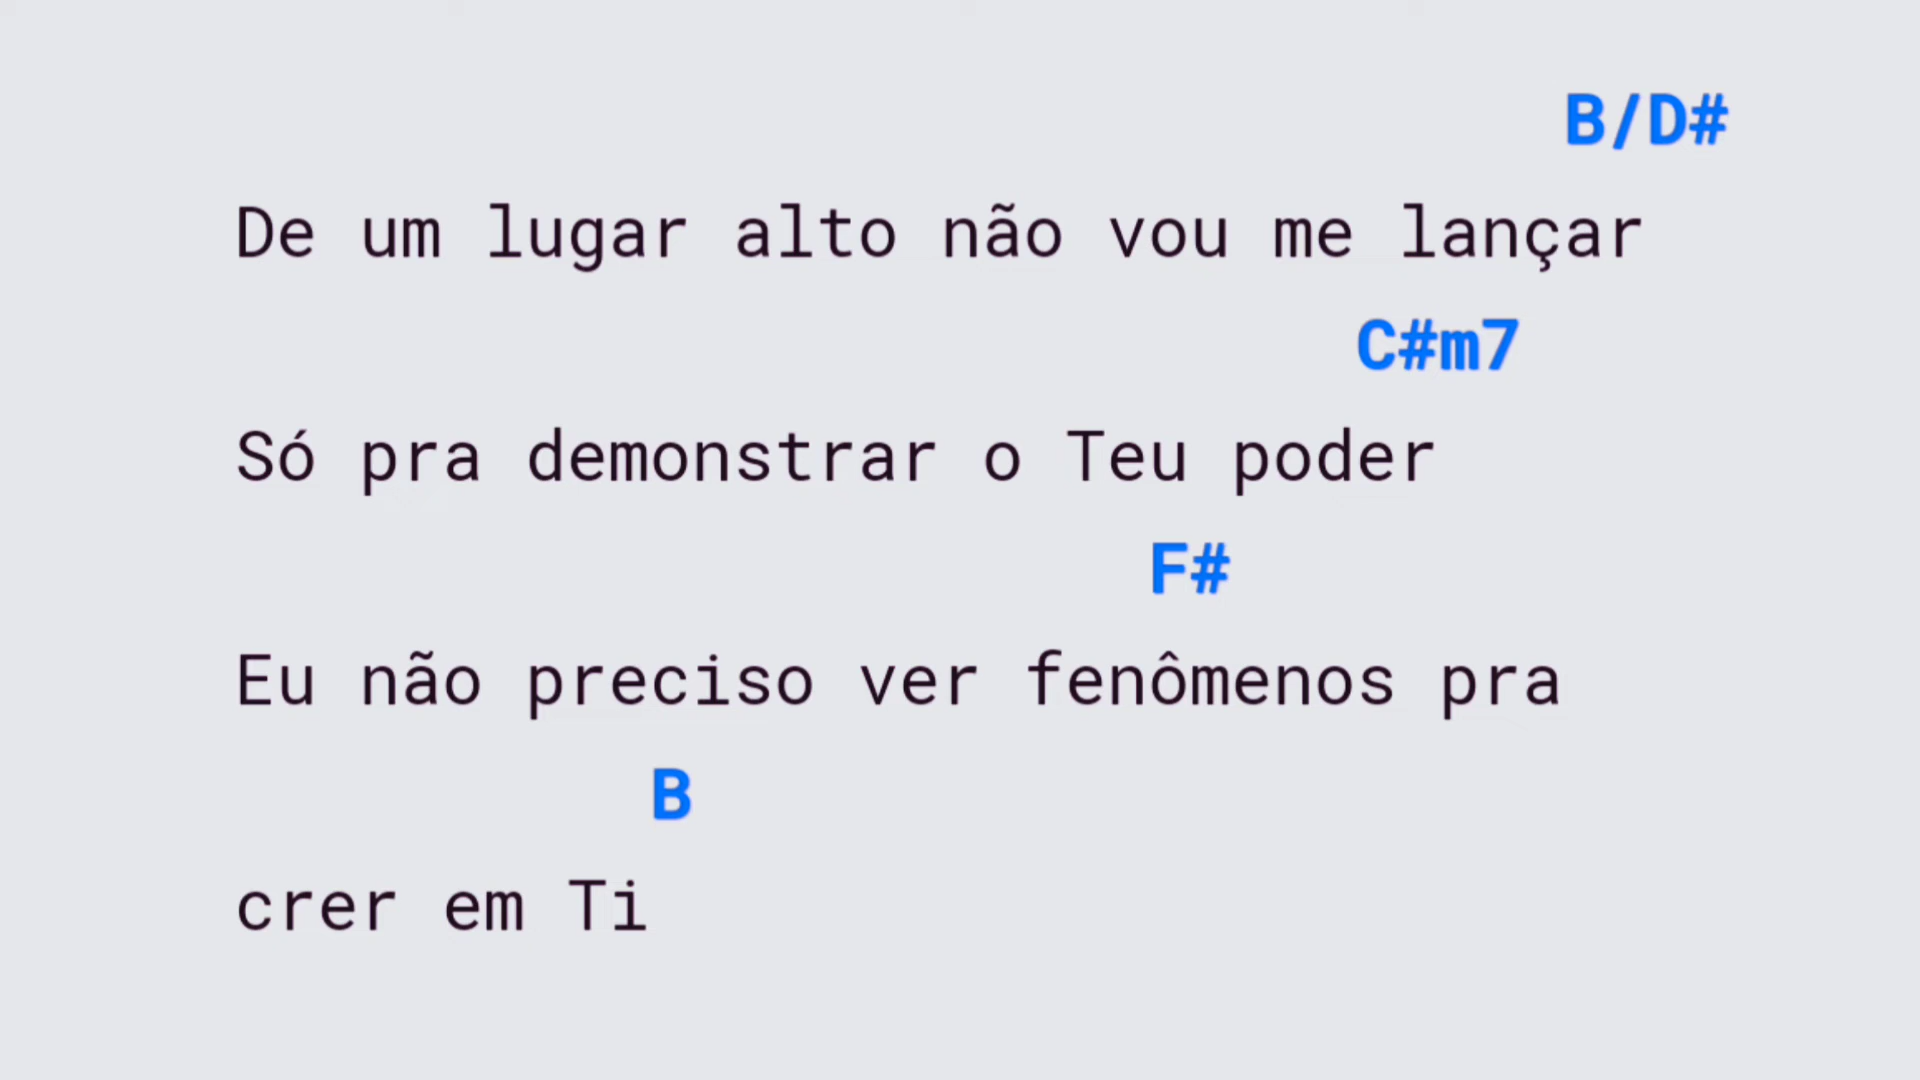 B/D#
De um lugar alto não vou me lançar
C#m7
Só pra demonstrar o Teu poder
F#
Eu não preciso ver fenômenos pra
B
crer em Ti